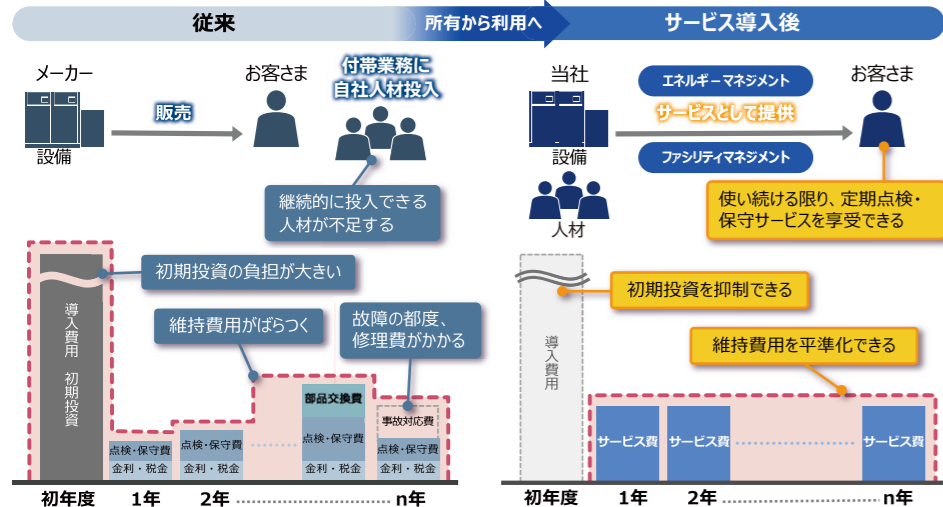 従来
所有から利用へ
サービス導入後
メーカー
設備
販売
お客さま
付帯業務に
自社人材投入
継続的に投入できる
人材が不足する
初期投資の負担が大きい
維持費用がばらつく
故障の都度、
修理費がかかる
導入費用 初期投資
点検・保守費
金利・税金
点検・保守費
金利・税金
部品交換費
点検・保守費
金利・税金
事故対応費
点検・保守費
金利・税金
初年度
1年
2年
n年
当社
設備
人材
エネルギーマネジメント
サービスとして提供
ファシリティマネジメント
お客さま
使い続ける限り、定期点検・
保守サービスを享受できる
初期投資を抑制できる
維持費用を平準化できる
導入費用
サービス費
サービス費
サービス費
初年度
1年
2年
n年